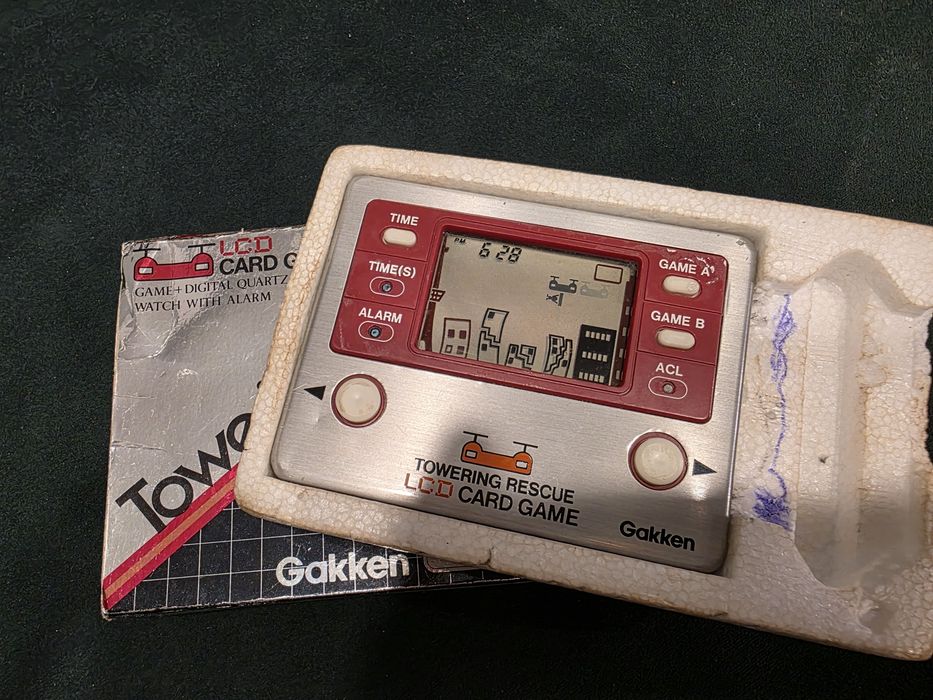 LCD
CARD G
GAME+DIGITAL QUARTZ
WATCH WITH ALARM
Towe
Gakken
TIME
TIME(S)
ALARM
PM 6 28
GAME A
GAME B
ACL
TOWERING RESCUE
LCD CARD GAME
Gakken